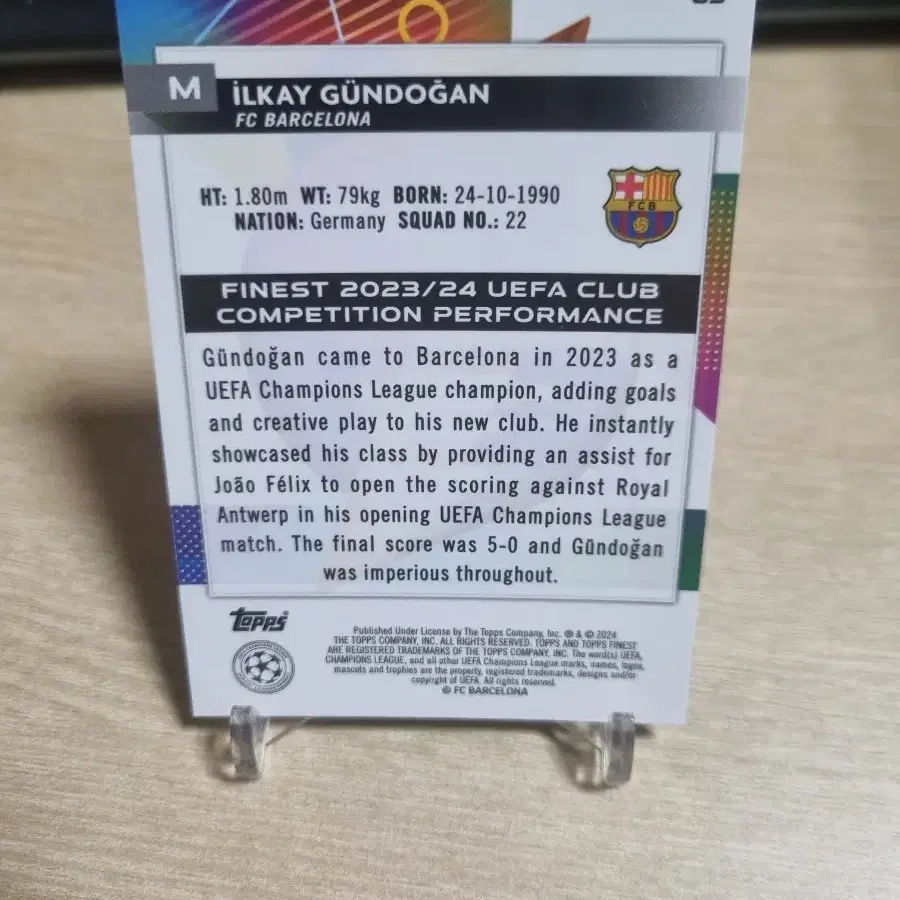 M
İLKAY GÜNDOĞAN
FC BARCELONA
HT: 1.80m WT: 79kg BORN: 24-10-1990
NATION: Germany SQUAD NO.: 22
FCB
FINEST 2023/24 UEFA CLUB
COMPETITION PERFORMANCE
Gündoğan came to Barcelona in 2023 as a
UEFA Champions League champion, adding goals
and creative play to his new club. He instantly
showcased his class by providing an assist for
João Félix to open the scoring against Royal
Antwerp in his opening UEFA Champions League
match. The final score was 5-0 and Gündoğan
was imperious throughout.
topps
Published Under License by The Topps Company, Inc. ® & © 2024
THE TOPPS COMPANY, INC. ALL RIGHTS RESERVED. TOPPS AND TOPPS FINEST
ARE REGISTERED TRADEMARKS OF THE TOPPS COMPANY, INC. The word(s) UEFA,
CHAMPIONS LEAGUE, and all other UEFA Champions League marks, names, logos,
mascots and trophies are the property, registered trademarks, designs and/or
copyright of UEFA. All rights reserved.
© FC BARCELONA